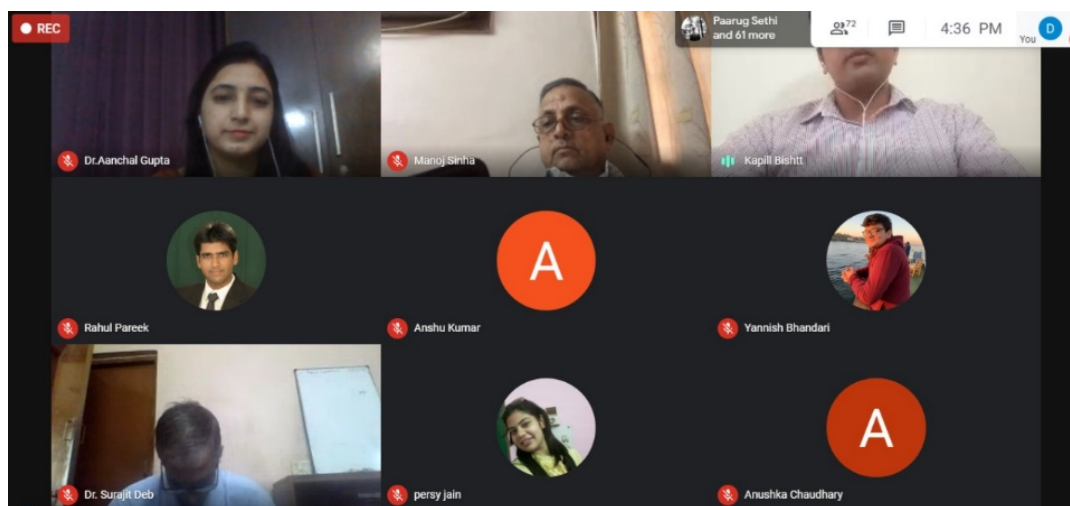 REC
Paarug Sethi
and 61 more
72
4:36 PM
You
D
Dr.Aanchal Gupta
Manoj Sinha
Kapill Bishtt
Rahul Pareek
A
Anshu Kumar
Yannish Bhandari
Dr. Surajit Deb
persy jain
A
Anushka Chaudhary